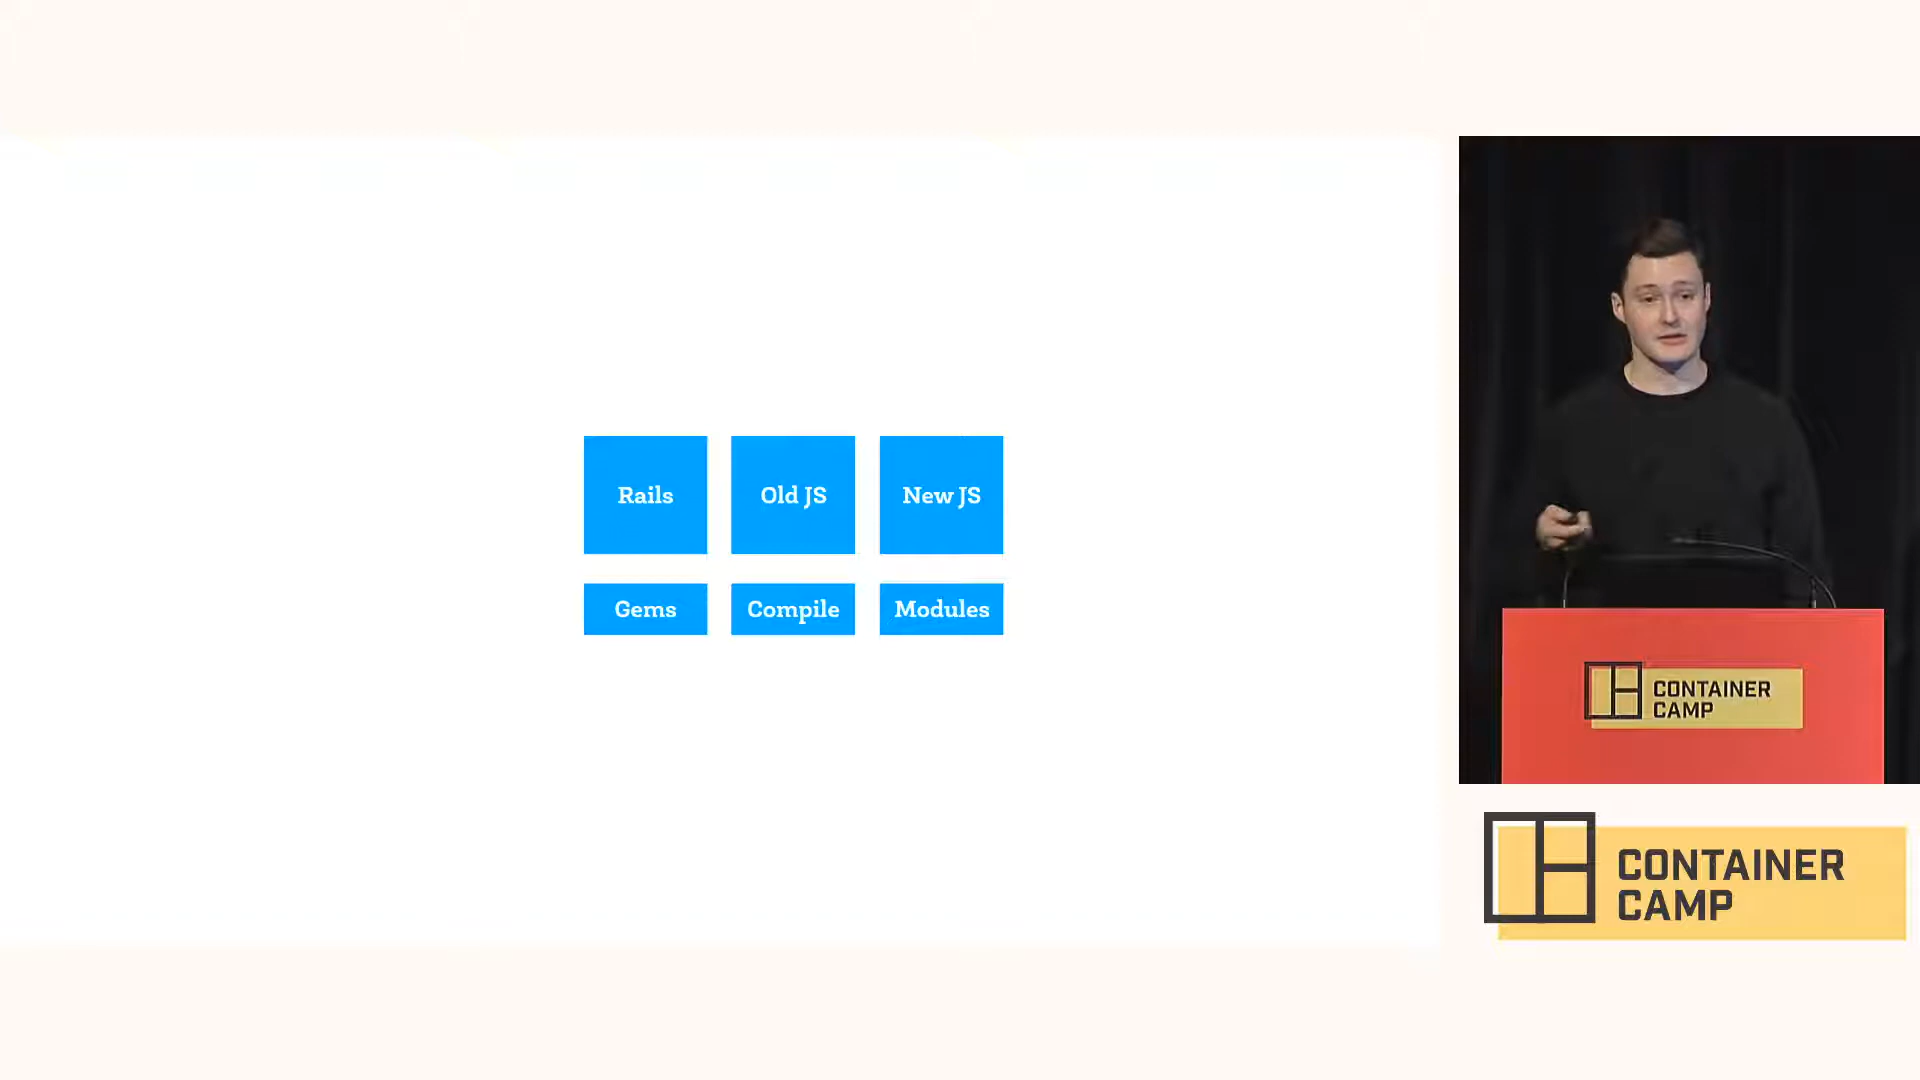 Rails
Old JS
New JS
Gems
Compile
Modules
CONTAINER
CAMP
CONTAINER
CAMP